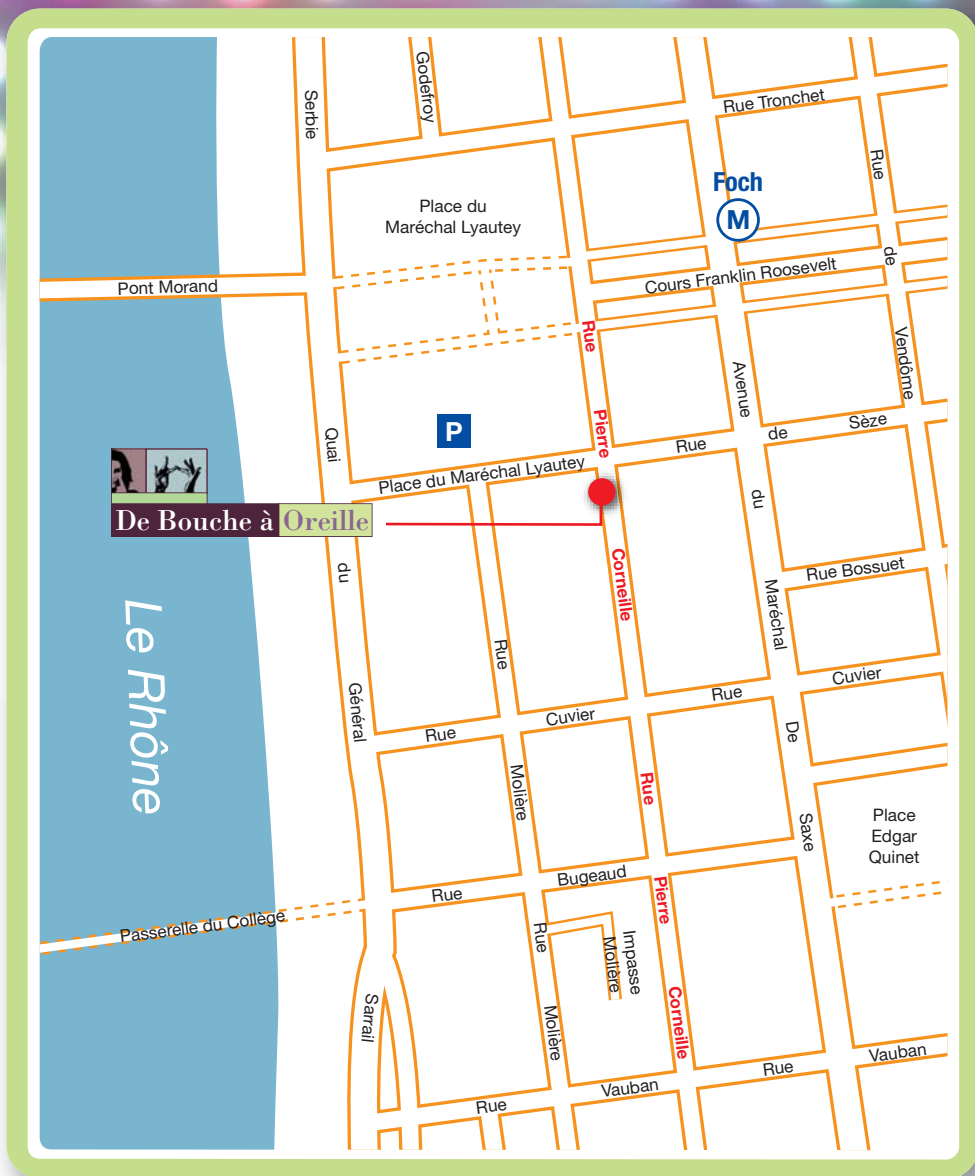 Serbie
Godefroy
Rue Tronchet
Rue
Foch
M
Place du
Maréchal Lyautey
de
Pont Morand
Cours Franklin Roosevelt
Rue
Vendôme
Avenue
Pierre
P
Quai
Rue
de
Sèze
Place du Maréchal Lyautey
du
De Bouche à Oreille
du
Corneille
Rue Bossuet
Maréchal
Le Rhône
Rue
Cuvier
Général
Rue
Rue
Cuvier
De
Molière
Rue
Saxe
Place
Edgar
Quinet
Rue
Bugeaud
Pierre
Passerelle du Collège
Rue
Impasse
Molière
Sarrail
Molière
Corneille
Rue
Vauban
Rue
Vauban